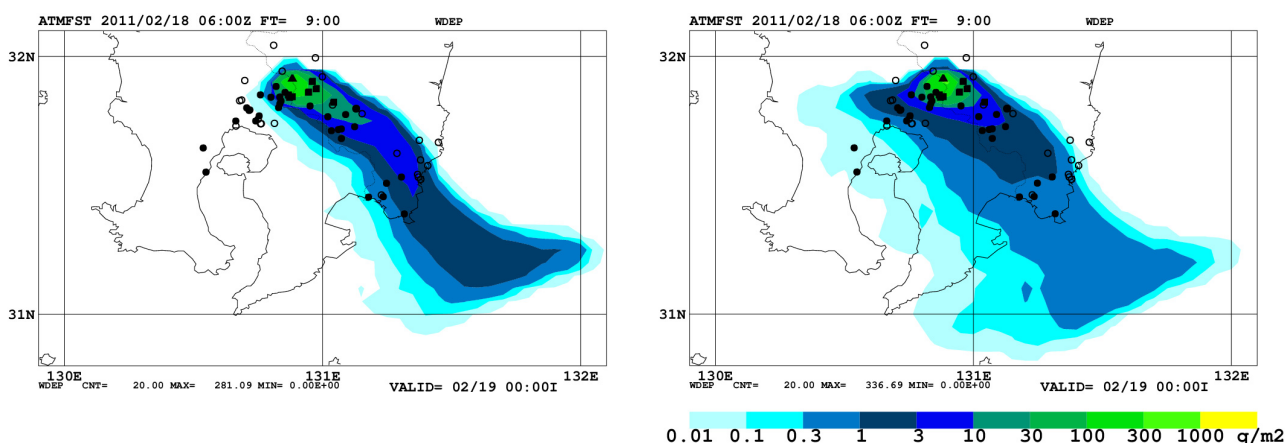 ATMFST 2011/02/18 06:00Z FT= 9:00 WDEP
32N
31N
130E 131E 132E
WDEP CNT= 20.00 MAX= 281.09 MIN= 0.00E+00 VALID= 02/19 00:00I
ATMFST 2011/02/18 06:00Z FT= 9:00 WDEP
32N
31N
130E 131E 132E
WDEP CNT= 20.00 MAX= 336.69 MIN= 0.00E+00 VALID= 02/19 00:00I
0.01 0.1 0.3 1 3 10 30 100 300 1000 g/m2